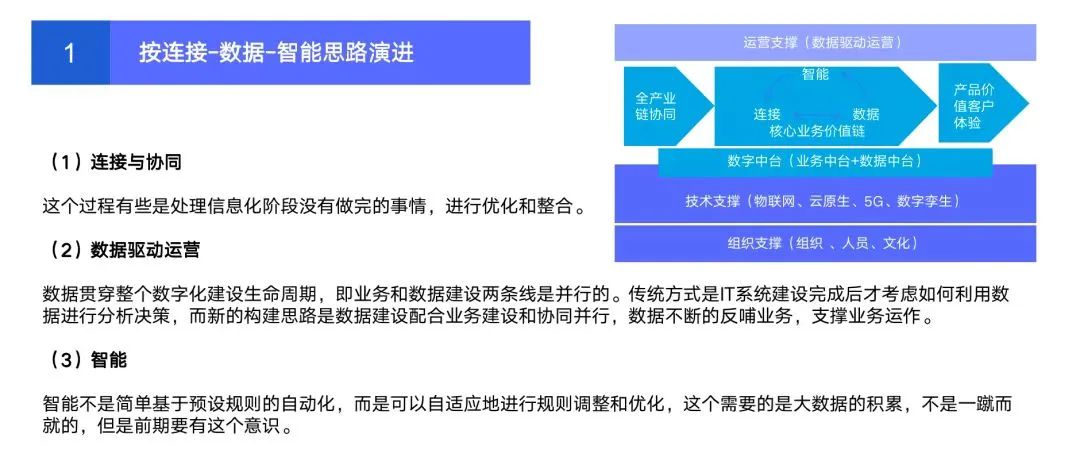 1
按连接-数据-智能思路演进
运营支撑（数据驱动运营）
全产业
链协同
智能
连接
数据
核心业务价值链
产品价
值客户
体验
数字中台（业务中台+数据中台）
技术支撑（物联网、云原生、5G、数字孪生）
组织支撑（组织 、人员、文化）
（1）连接与协同
这个过程有些是处理信息化阶段没有做完的事情，进行优化和整合。
（2）数据驱动运营
数据贯穿整个数字化建设生命周期，即业务和数据建设两条线是并行的。传统方式是IT系统建设完成后才考虑如何利用数
据进行分析决策，而新的构建思路是数据建设配合业务建设和协同并行，数据不断的反哺业务，支撑业务运作。
（3）智能
智能不是简单基于预设规则的自动化，而是可以自适应地进行规则调整和优化，这个需要的是大数据的积累，不是一蹴而
就的，但是前期要有这个意识。